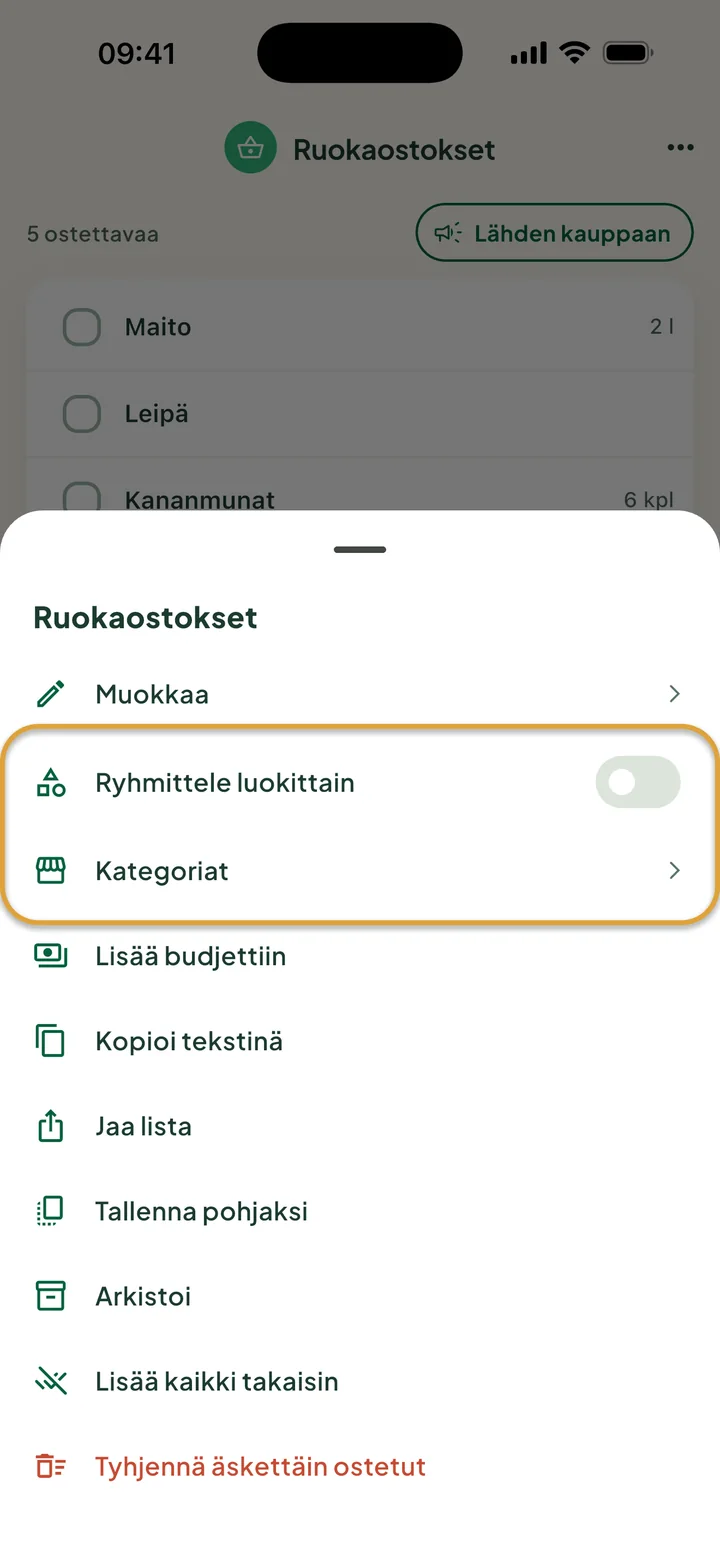 09:41
Ruokaostokset
5 ostettavaa
Lähden kauppaan
Maito 2 l
Leipä
Kananmunat 6 kpl
Ruokaostokset
Muokkaa
Ryhmittele luokittain
Kategoriat
Lisää budjettiin
Kopioi tekstinä
Jaa lista
Tallenna pohjaksi
Arkistoi
Lisää kaikki takaisin
Tyhjennä äskettäin ostetut